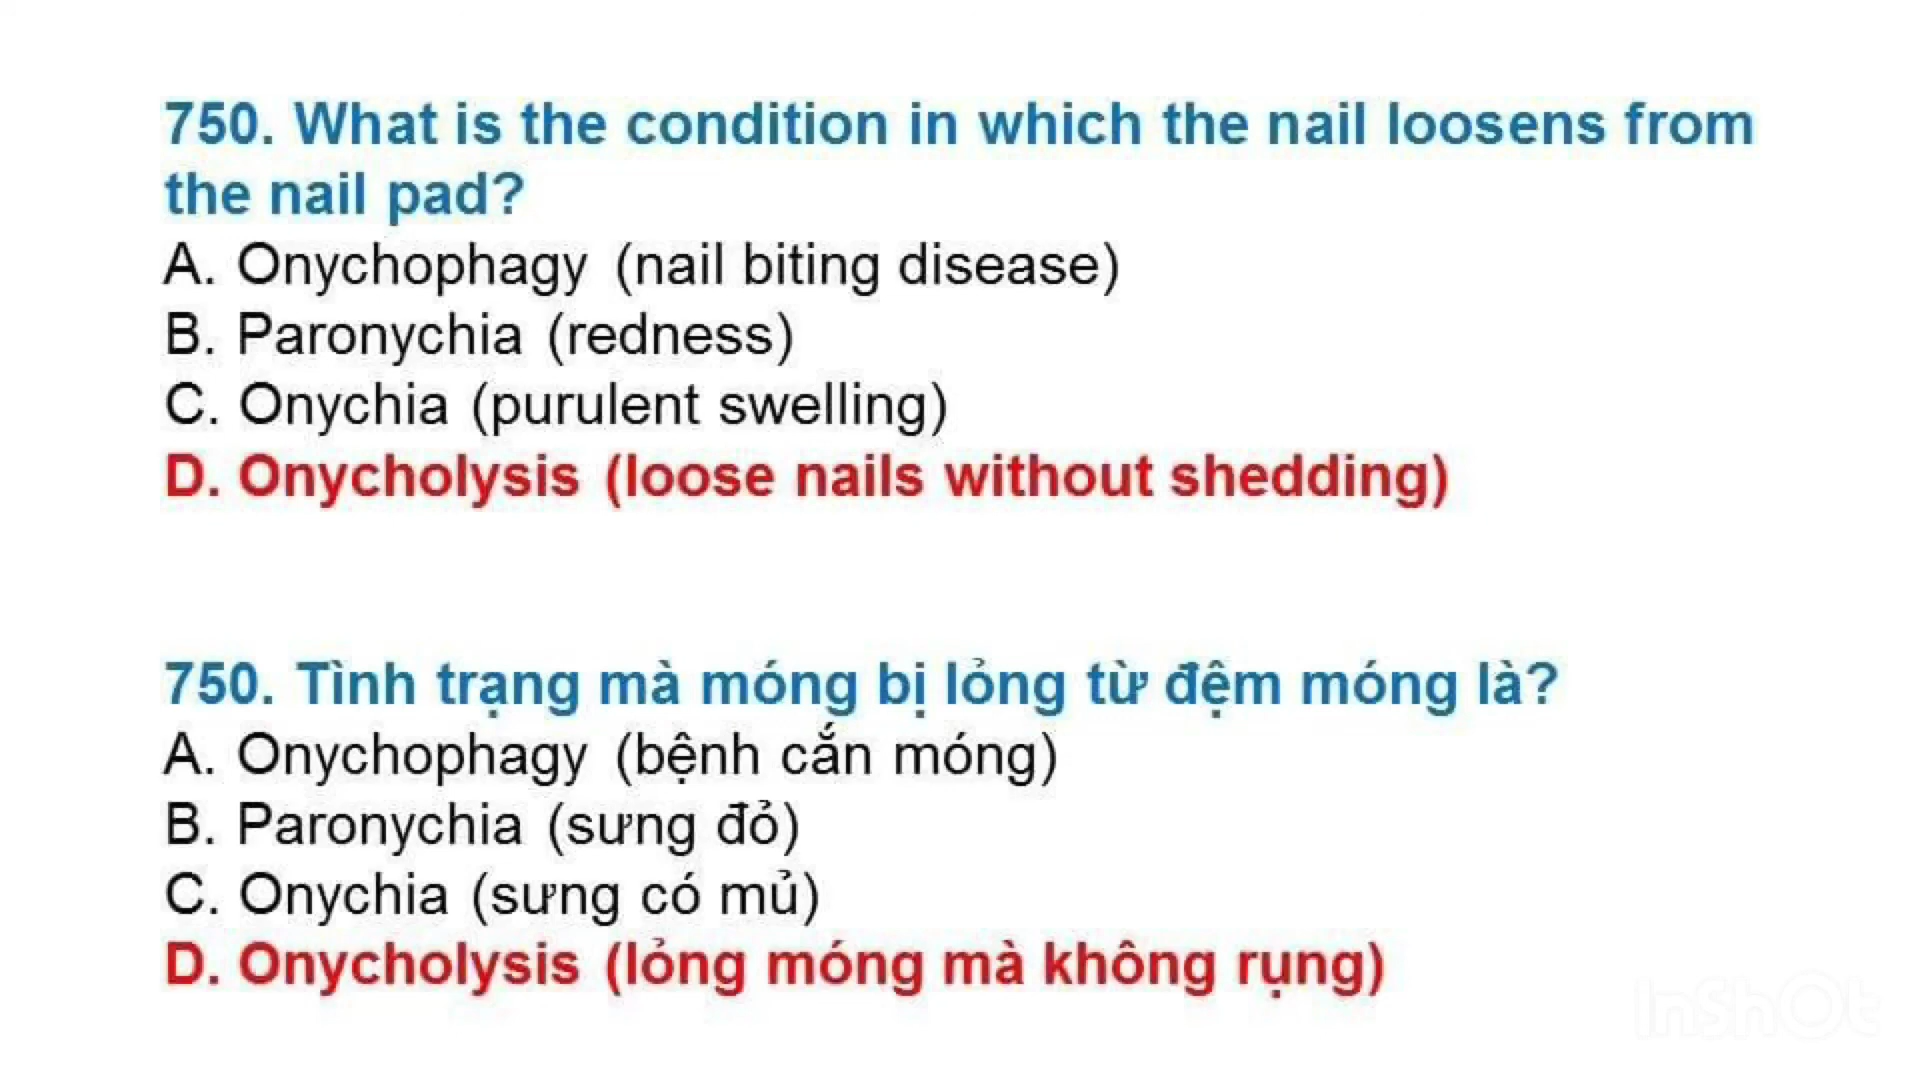 750. What is the condition in which the nail loosens from
the nail pad?
A. Onychophagy (nail biting disease)
B. Paronychia (redness)
C. Onychia (purulent swelling)
D. Onycholysis (loose nails without shedding)
750. Tình trạng mà móng bị lỏng từ đệm móng là?
A. Onychophagy (bệnh cắn móng)
B. Paronychia (sưng đỏ)
C. Onychia (sưng có mủ)
D. Onycholysis (lỏng móng mà không rụng)
InShOt